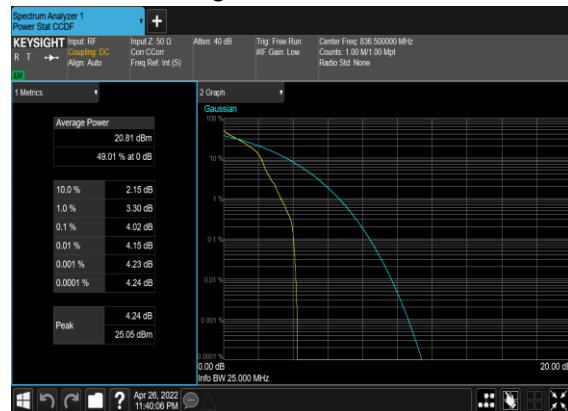 Spectrum Analyzer 1
Power Stat CCDF
+
KEYSIGHT
R T
LXI
Input: RF
Coupling: DC
Align: Auto
Input Z: 50 Ω
Corr CCorr
Freq Ref: Int (S)
Atten: 40 dB
Trig: Free Run
#IF Gain: Low
Center Freq: 836.500000 MHz
Counts: 1.00 M/1.00 Mpt
Radio Std: None
1 Metrics
Average Power
20.81 dBm
49.01 % at 0 dB
10.0 % 2.15 dB
1.0 % 3.30 dB
0.1 % 4.02 dB
0.01 % 4.15 dB
0.001 % 4.23 dB
0.0001 % 4.24 dB
Peak
4.24 dB
25.05 dBm
2 Graph
Gaussian
100 %
10 %
1 %
0.1 %
0.01 %
0.001 %
0.0001 %
0.00 dB
20.00 dB
Info BW 25.000 MHz
?
Apr 26, 2022
11:40:06 PM